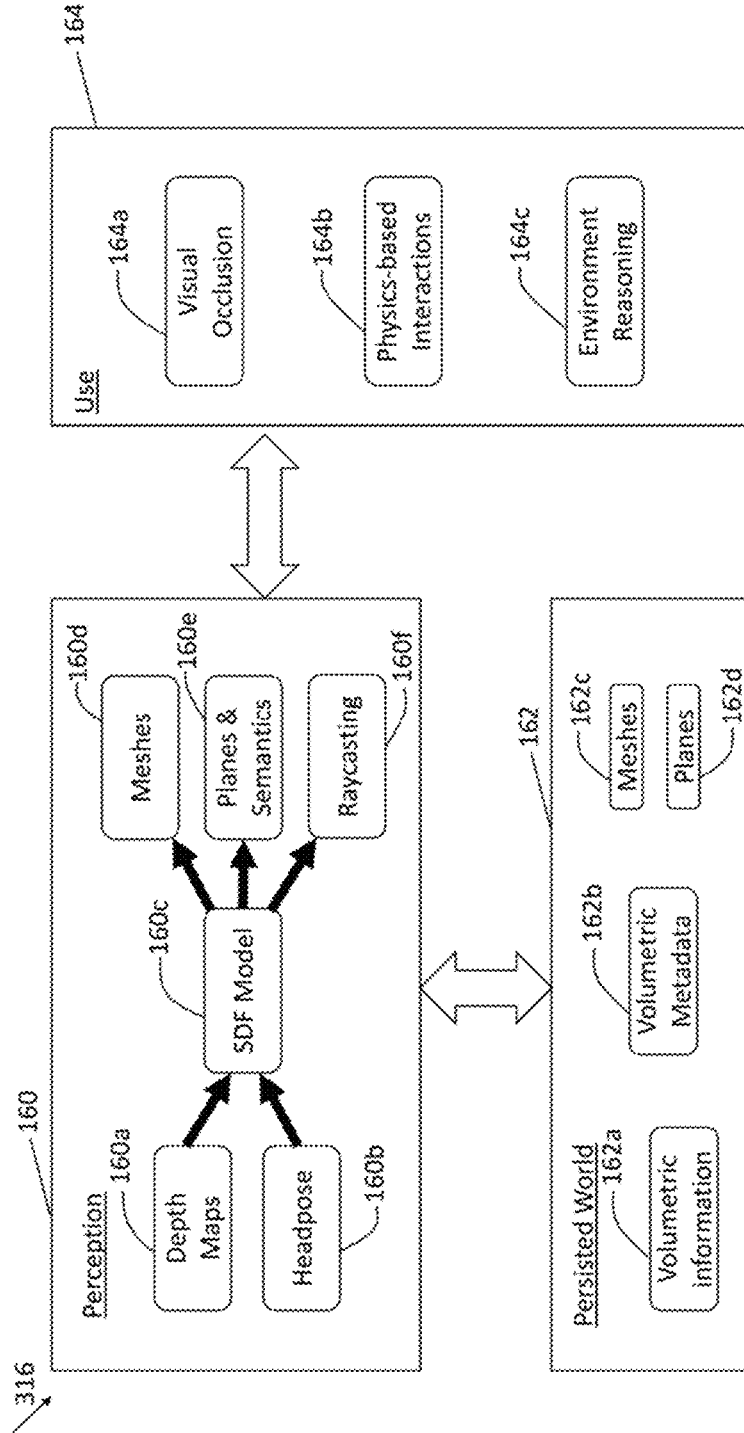 316
160
Perception
160a
Depth
Maps
160b
Headpose
160c
SDF Model
160d
Meshes
160e
Planes &
Semantics
160f
Raycasting
164
Use
164a
Visual
Occlusion
164b
Physics-based
Interactions
164c
Environment
Reasoning
162
Persisted World
162a
Volumetric
information
162b
Volumetric
Metadata
162c
Meshes
162d
Planes